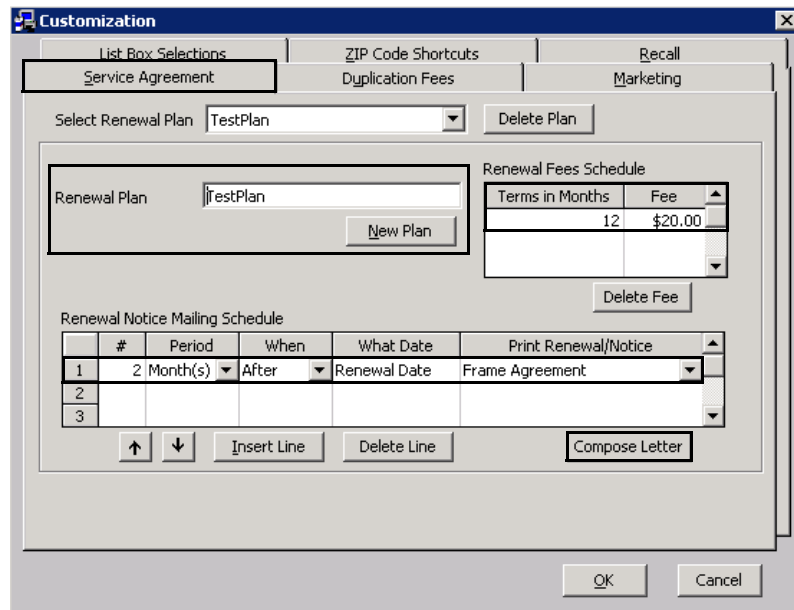 Customization
List Box Selections ZIP Code Shortcuts Recall
Service Agreement Duplication Fees Marketing
Select Renewal Plan TestPlan Delete Plan
Renewal Fees Schedule
Terms in Months Fee
Renewal Plan TestPlan
12 $20.00
New Plan
Delete Fee
Renewal Notice Mailing Schedule
# Period When What Date Print Renewal/Notice
1 2 Month(s) After Renewal Date Frame Agreement
2
3
Insert Line Delete Line Compose Letter
OK Cancel